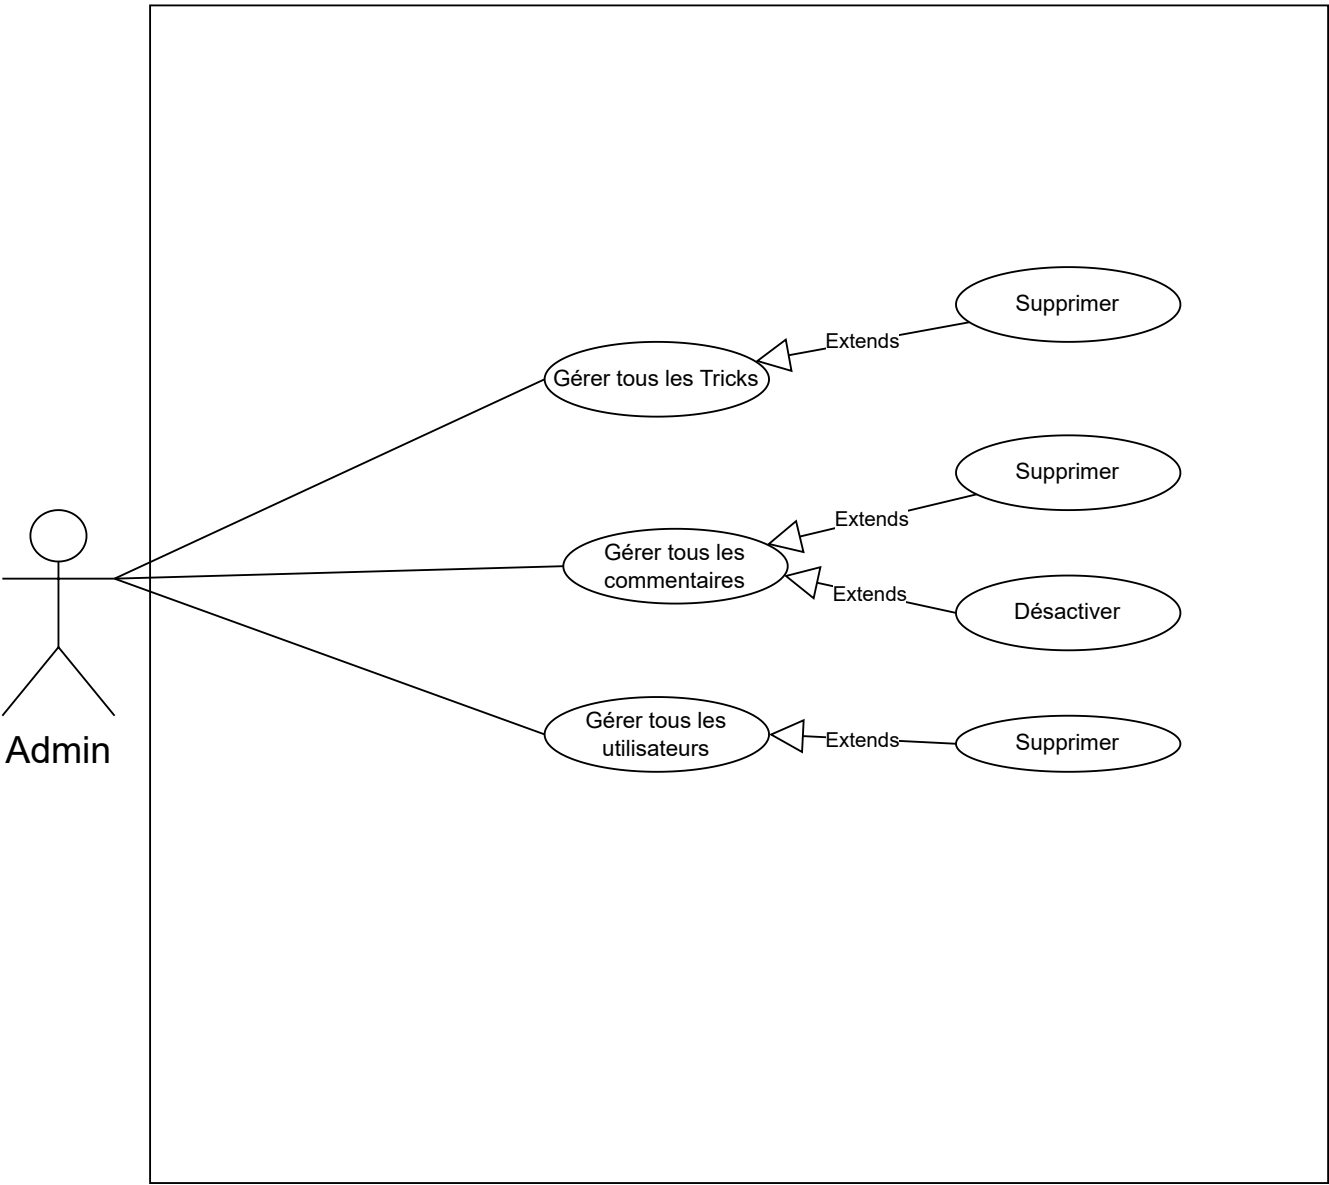 Supprimer
Extends
Gérer tous les Tricks
Supprimer
Extends
Gérer tous les
commentaires
Extends
Désactiver
Gérer tous les
utilisateurs
Extends
Supprimer
Admin